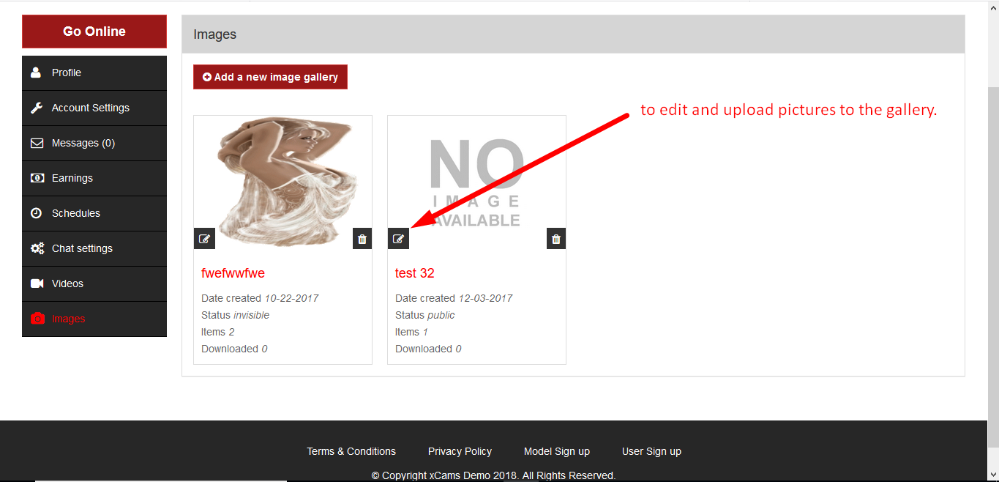 Go Online
Profile
Account Settings
Messages (0)
Earnings
Schedules
Chat settings
Videos
Images
Images
Add a new image gallery
to edit and upload pictures to the gallery.
fwefwwfwe
Date created 10-22-2017
Status invisible
Items 2
Downloaded 0
NO
IMAGE
AVAILABLE
test 32
Date created 12-03-2017
Status public
Items 1
Downloaded 0
Terms & Conditions
Privacy Policy
Model Sign up
User Sign up
© Copyright xCams Demo 2018. All Rights Reserved.